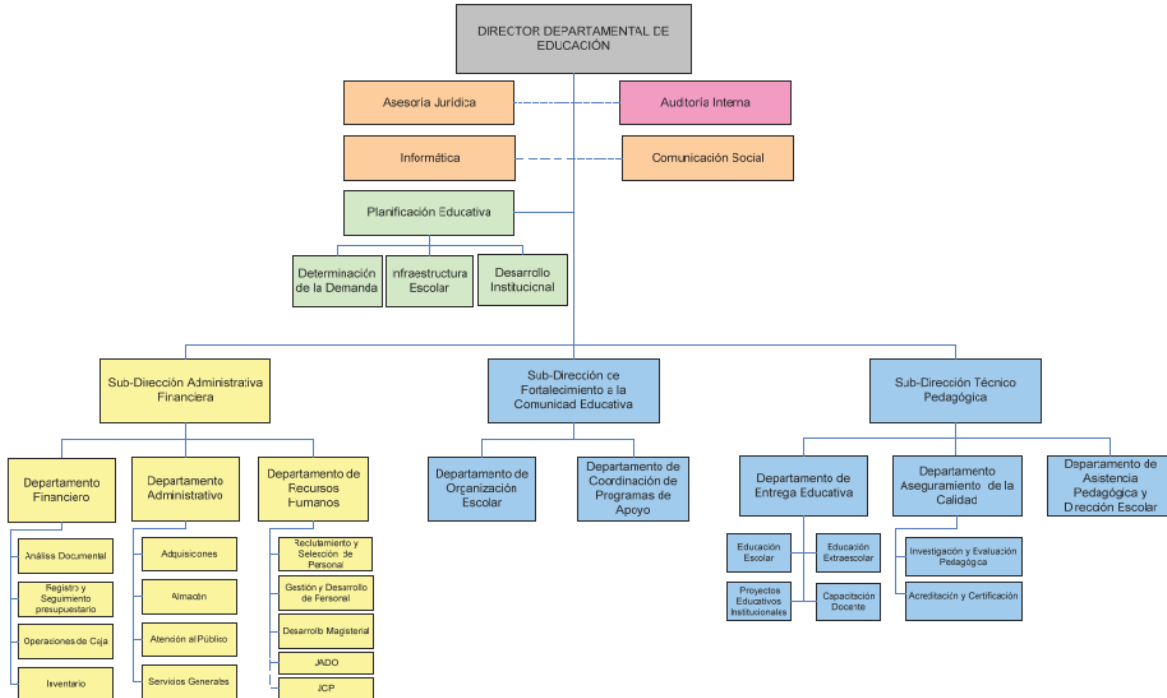 DIRECTOR DEPARTAMENTAL DE
EDUCACIÓN
Asesoría Jurídica
Auditoría Interna
Informática
Comunicación Social
Planificación Educativa
Determinación
de la Demanda
nfraestructura
Escolar
Desarrollo
Institucional
Sub-Dirección Administrativa
Financiera
Sub-Dirección de
Fortalecimiento a la
Comunidad Educativa
Sub-Dirección Técnico
Pedagógica
Departamento
Financiero
Departamento
Administrativo
Departamento de
Recursos
Humanos
Departamento de
Organización
Escolar
Departamento de
Coordinación de
Programas de
Apoyo
Departamento de
Entrega Educativa
Departamento
Aseguramiento de la
Calidad
Departamento de
Asistencia
Pedagógica y
Dirección Escolar
Análisis Documental
Registro y
Seguimiento
presupuestario
Operaciones de Caja
Inventario
Adquisicones
Almacén
Atención al Público
Servicios Generales
Reclutamiento y
Selección de
Personal
Gestión y Desarrollo
de Personal
Desarrollo Magisterial
JADO
JCP
Educación
Escolar
Educación
Extraescolar
Proyectos
Educativos
Institucionales
Capacitación
Docente
Investigación y Evaluación
Pedagógica
Acreditación y Certificación